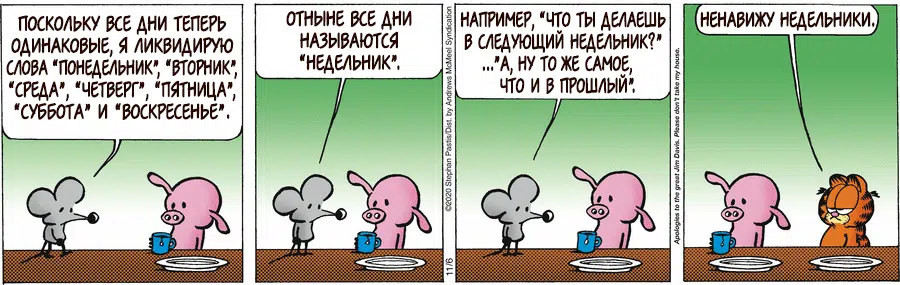 ПОСКОЛЬКУ ВСЕ ДНИ ТЕПЕРЬ
ОДИНАКОВЫЕ, Я ЛИКВИДИРУЮ
СЛОВА "ПОНЕДЕЛЬНИК", "ВТОРНИК",
"СРЕДА", "ЧЕТВЕРГ", "ПЯТНИЦА",
"СУББОТА" И "ВОСКРЕСЕНЬЕ".
ОТНЫНЕ ВСЕ ДНИ
НАЗЫВАЮТСЯ
"НЕДЕЛЬНИК".
©2020 Stephan Pastis/Dist. by Andrews McMeel Syndication
11/6
НАПРИМЕР, "ЧТО ТЫ ДЕЛАЕШЬ
В СЛЕДУЮЩИЙ НЕДЕЛЬНИК?"
..."А, НУ ТО ЖЕ САМОЕ,
ЧТО И В ПРОШЛЫЙ".
Apologies to the great Jim Davis. Please don't take my house.
НЕНАВИЖУ НЕДЕЛЬНИКИ.